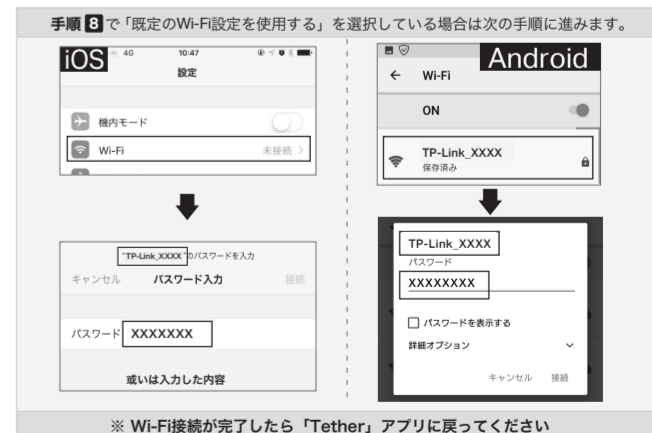 手順 8 で「既定のWi-Fi設定を使用する」を選択している場合は次の手順に進みます。
iOS
4G 10:47
設定
機内モード
Wi-Fi 未接続 >
"TP-Link_XXXX"のパスワードを入力
キャンセル パスワード入力 接続
パスワード XXXXXXX
或いは入力した内容
Android
← Wi-Fi
ON
TP-Link_XXXX
保存済み
TP-Link_XXXX
パスワード
XXXXXXXX
パスワードを表示する
詳細オプション
キャンセル 接続
※ Wi-Fi接続が完了したら「Tether」アプリに戻ってください